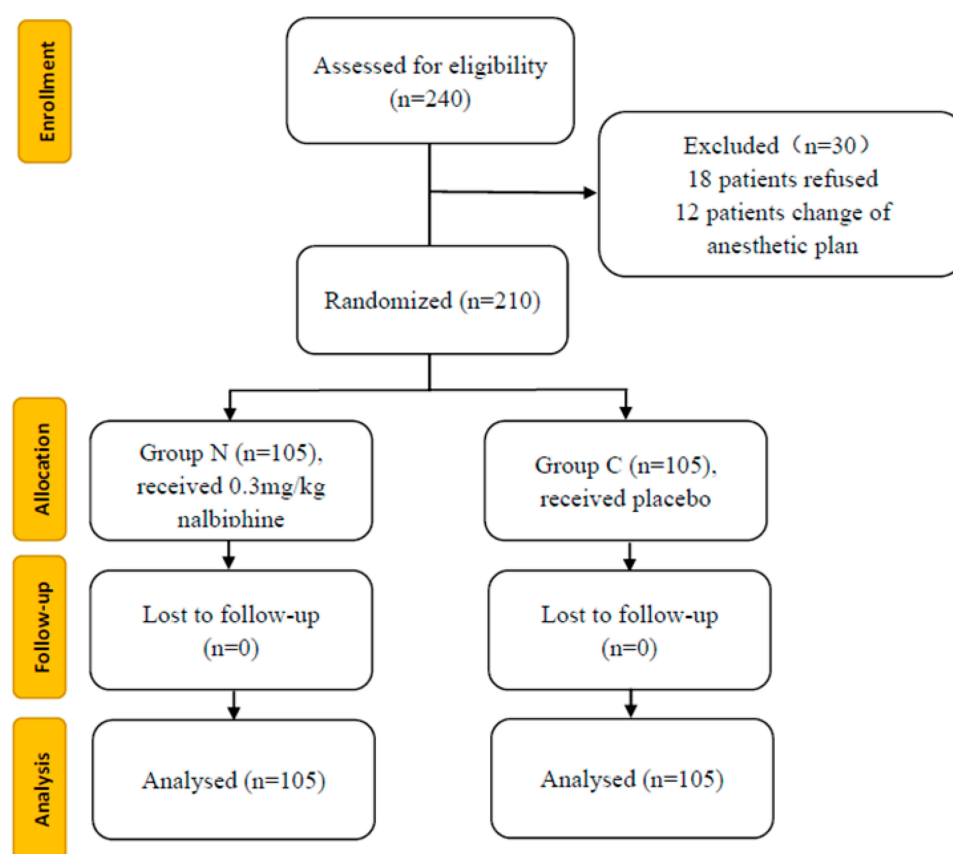 Enrollment
Assessed for eligibility
(n=240)
Excluded（n=30）
18 patients refused
12 patients change of
anesthetic plan
Randomized (n=210)
Allocation
Group N (n=105),
received 0.3mg/kg
nalbiphine
Group C (n=105),
received placebo
Follow-up
Lost to follow-up
(n=0)
Lost to follow-up
(n=0)
Analysis
Analysed (n=105)
Analysed (n=105)